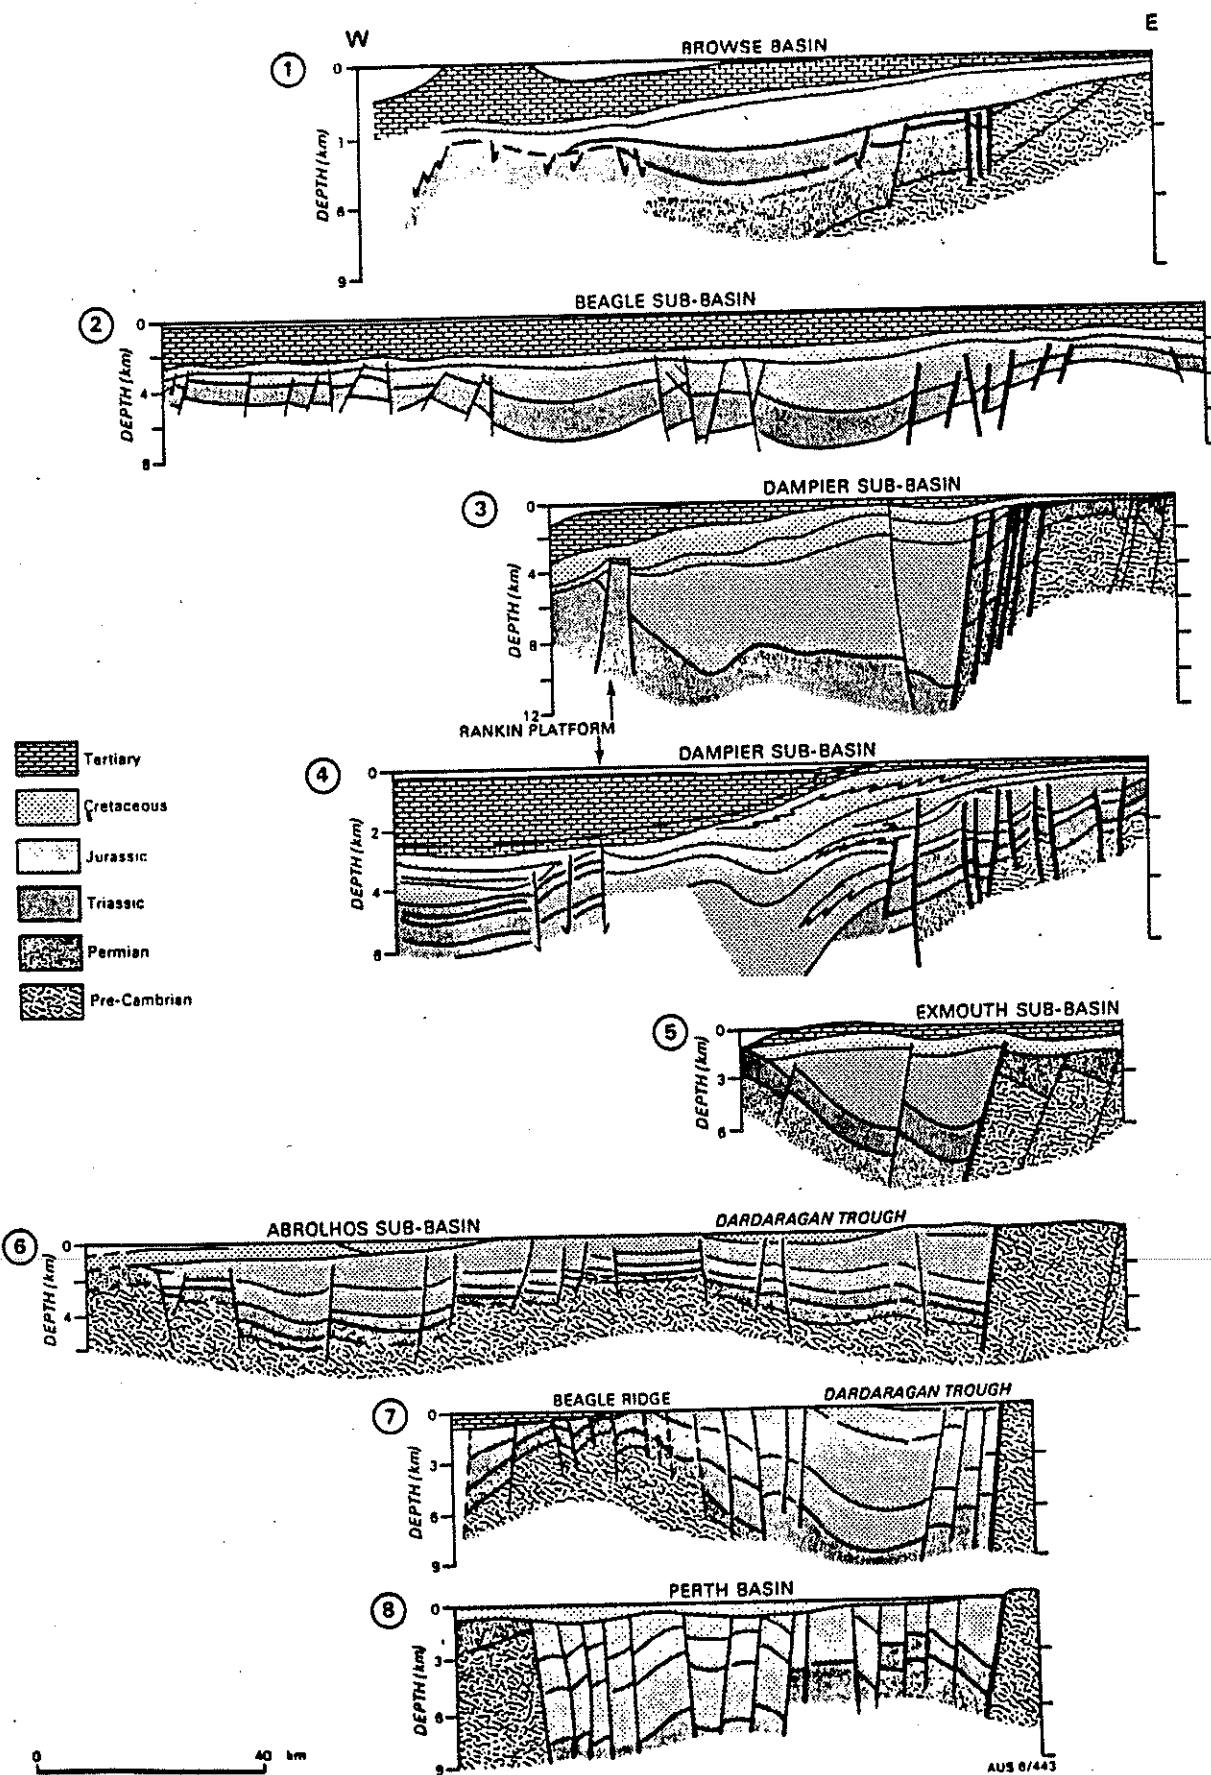 W
E
BROWSE BASIN
1
0
1
6
9
DEPTH (km)
BEAGLE SUB-BASIN
2
0
4
8
DEPTH (km)
DAMPIER SUB-BASIN
3
0
4
8
12
DEPTH (km)
RANKIN PLATFORM
DAMPIER SUB-BASIN
4
0
2
4
6
DEPTH (km)
Tertiary
Cretaceous
Jurassic
Triassic
Permian
Pre-Cambrian
EXMOUTH SUB-BASIN
5
0
3
6
DEPTH (km)
ABROLHOS SUB-BASIN
DARDARAGAN TROUGH
6
0
4
DEPTH (km)
BEAGLE RIDGE
DARDARAGAN TROUGH
7
0
3
6
9
DEPTH (km)
PERTH BASIN
8
0
3
6
9
DEPTH (km)
0 40 km
AUS 6/443